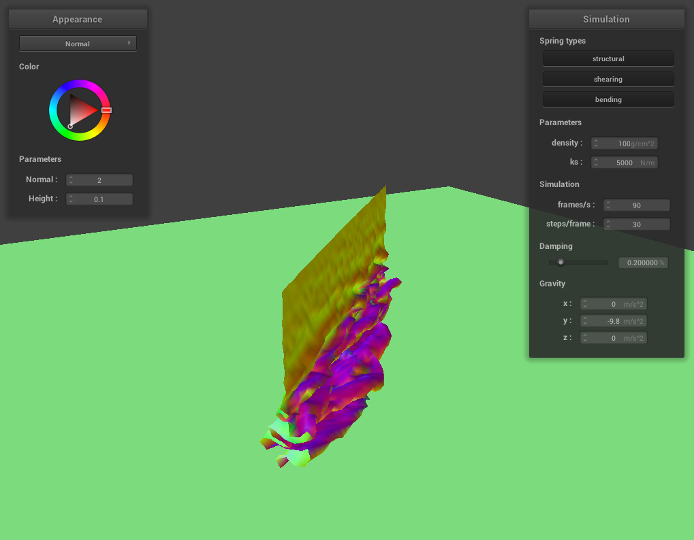 Appearance
Normal
Color
Parameters
Normal : 2
Height : 0.1
Simulation
Spring types
structural
shearing
bending
Parameters
density : 100 g/cm^2
ks : 5000 N/m
Simulation
frames/s : 90
steps/frame : 30
Damping
0.200000 %
Gravity
x : 0 m/s^2
y : -9.8 m/s^2
z : 0 m/s^2